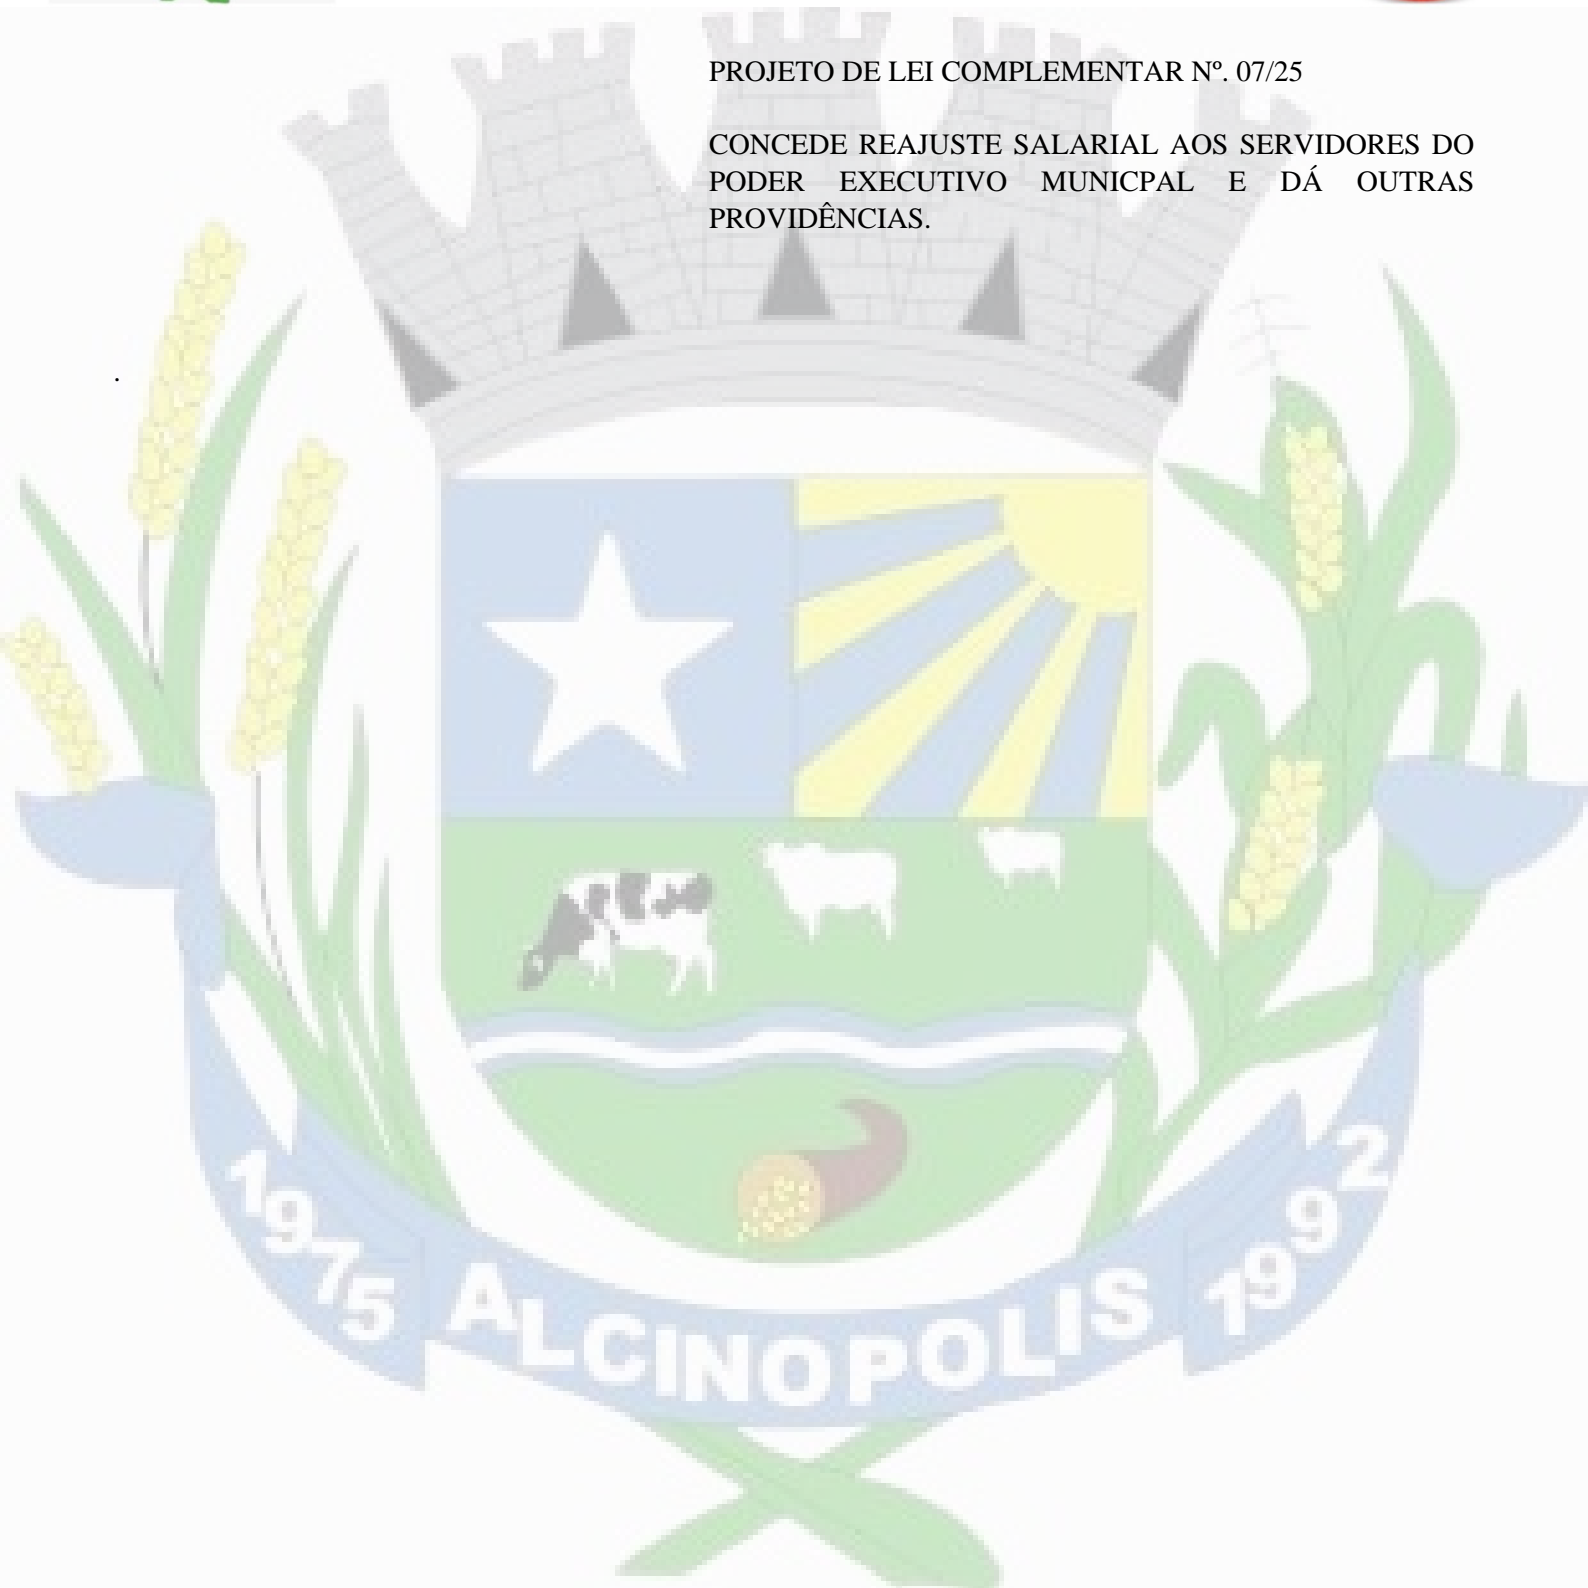 PROJETO DE LEI COMPLEMENTAR Nº. 07/25
CONCEDE REAJUSTE SALARIAL AOS SERVIDORES DO
PODER EXECUTIVO MUNICPAL E DÁ OUTRAS
PROVIDÊNCIAS.
.
1975 ALCINOPOLIS 1992